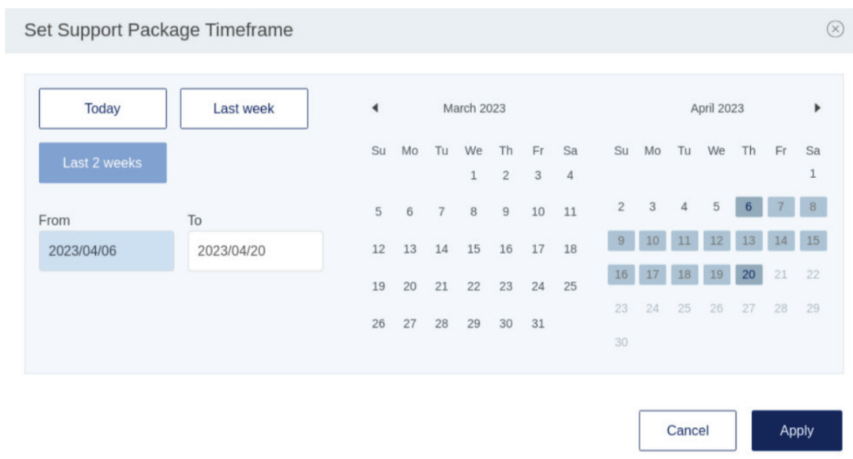 Set Support Package Timeframe
Today Last week
Last 2 weeks
From To
2023/04/06 2023/04/20
March 2023
Su Mo Tu We Th Fr Sa
1 2 3 4
5 6 7 8 9 10 11
12 13 14 15 16 17 18
19 20 21 22 23 24 25
26 27 28 29 30 31
April 2023
Su Mo Tu We Th Fr Sa
1
2 3 4 5 6 7 8
9 10 11 12 13 14 15
16 17 18 19 20 21 22
23 24 25 26 27 28 29
30
Cancel Apply